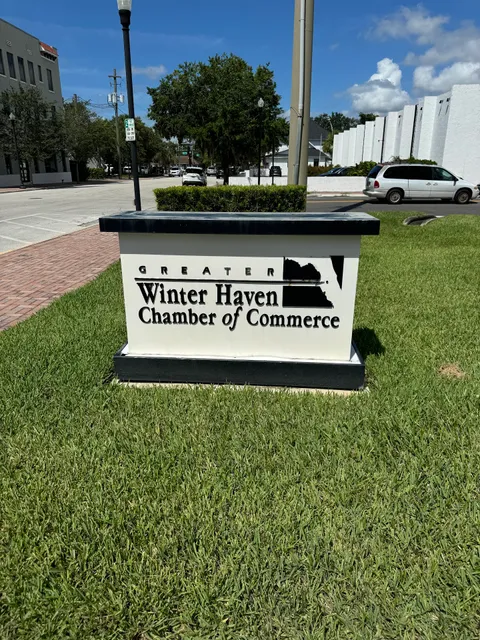 GREATER
Winter Haven
Chamber of Commerce